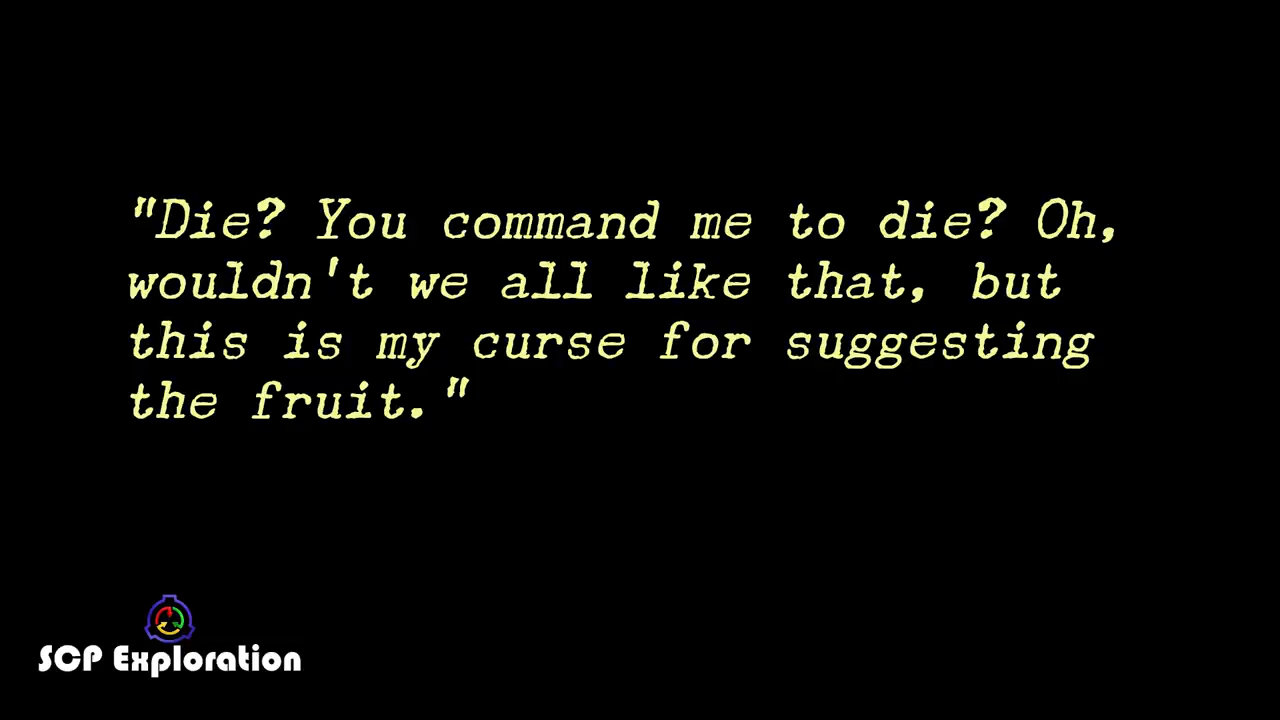 "Die? You command me to die? Oh,
wouldn't we all like that, but
this is my curse for suggesting
the fruit."
SCP Exploration